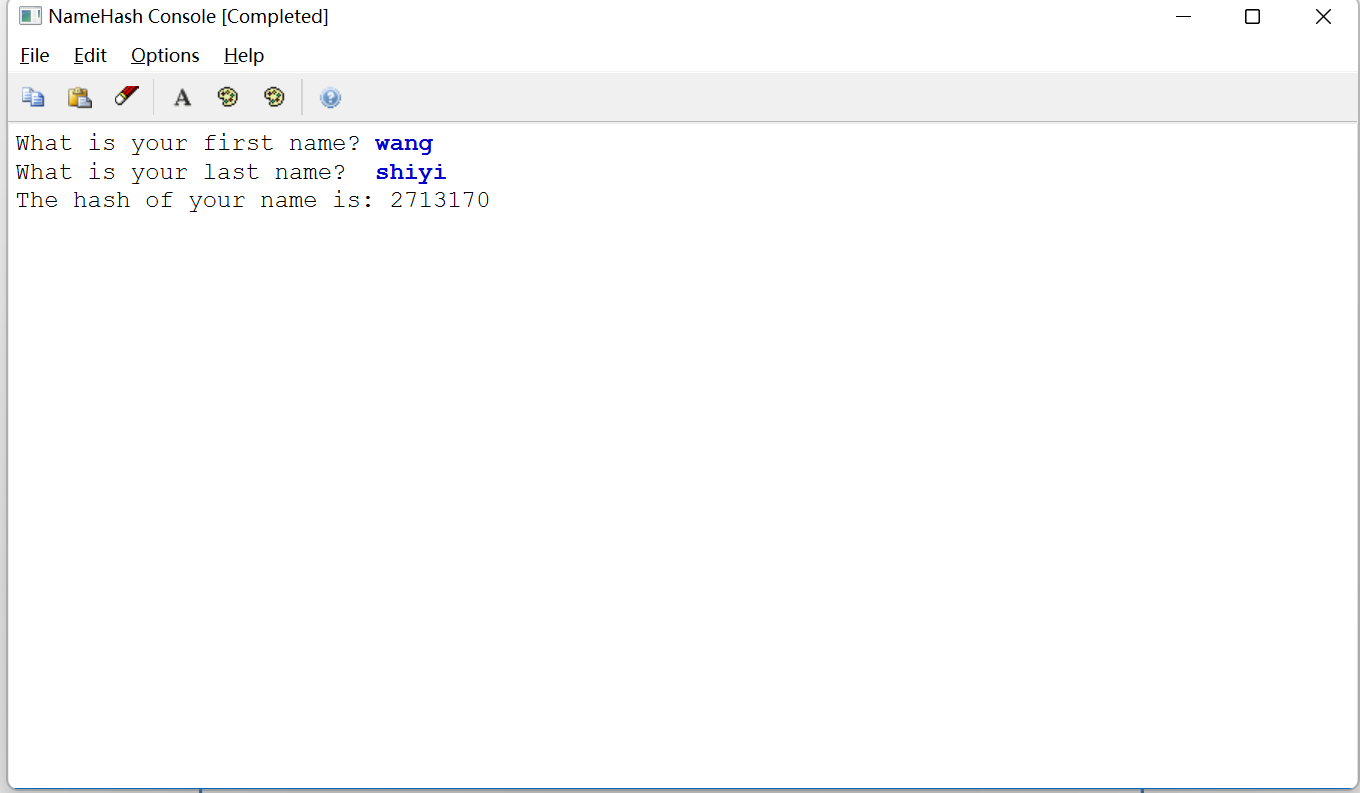 NameHash Console [Completed]
File Edit Options Help
What is your first name? wang
What is your last name?  shiyi
The hash of your name is: 2713170